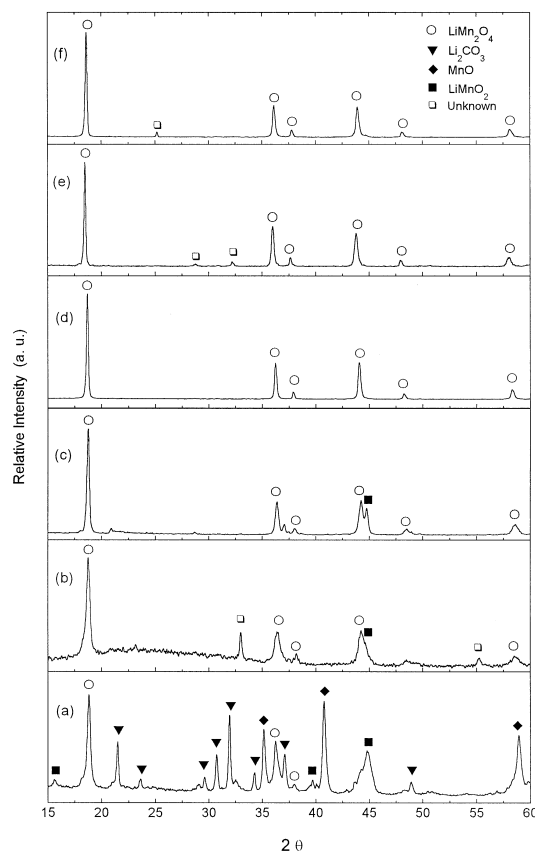 (f)
LiMn₂O₄
Li₂CO₃
MnO
LiMnO₂
Unknown
(e)
(d)
(c)
(b)
(a)
Relative Intensity (a. u.)
15 20 25 30 35 40 45 50 55 60
2 θ